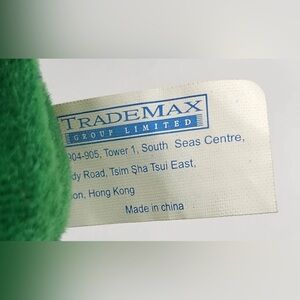 TRADEMAX
GROUP LIMITED
904-905, Tower 1, South Seas Centre,
dy Road, Tsim Sha Tsui East,
on, Hong Kong
Made in china